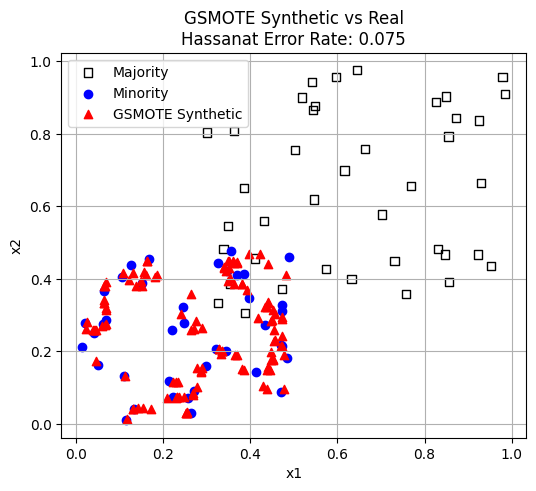 GSMOTE Synthetic vs Real
Hassanat Error Rate: 0.075
Majority
Minority
GSMOTE Synthetic
1.0
0.8
0.6
0.4
0.2
0.0
x2
0.0 0.2 0.4 0.6 0.8 1.0
x1